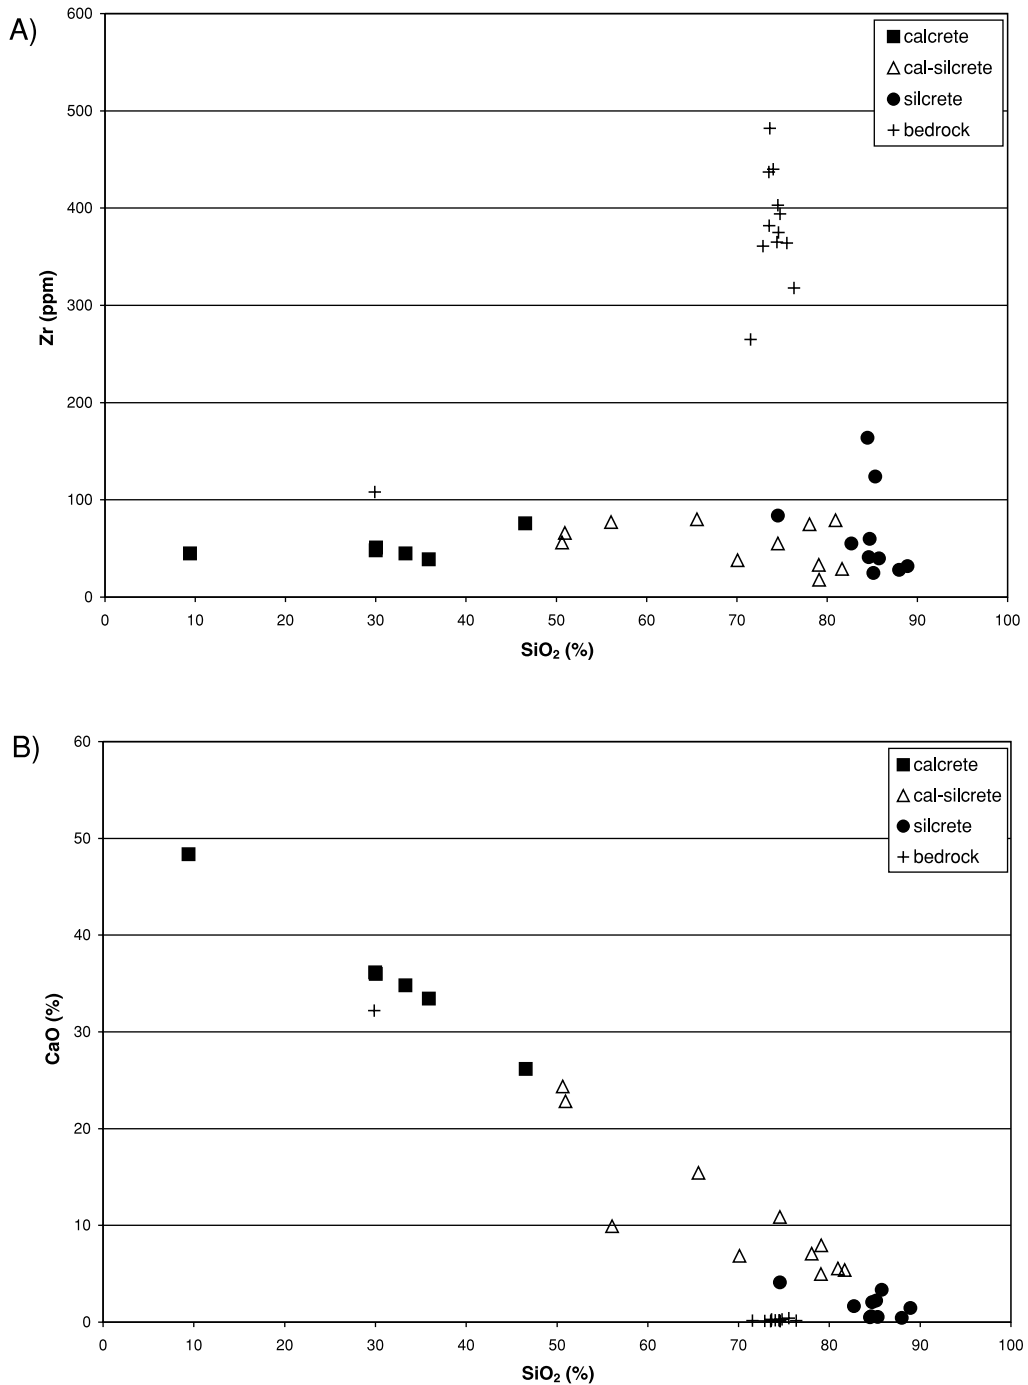 A)
600
500
400
300
200
100
0
Zr (ppm)
calcrete
cal-silcrete
silcrete
bedrock
0 10 20 30 40 50 60 70 80 90 100
SiO₂ (%)
B)
60
50
40
30
20
10
0
CaO (%)
calcrete
cal-silcrete
silcrete
bedrock
0 10 20 30 40 50 60 70 80 90 100
SiO₂ (%)